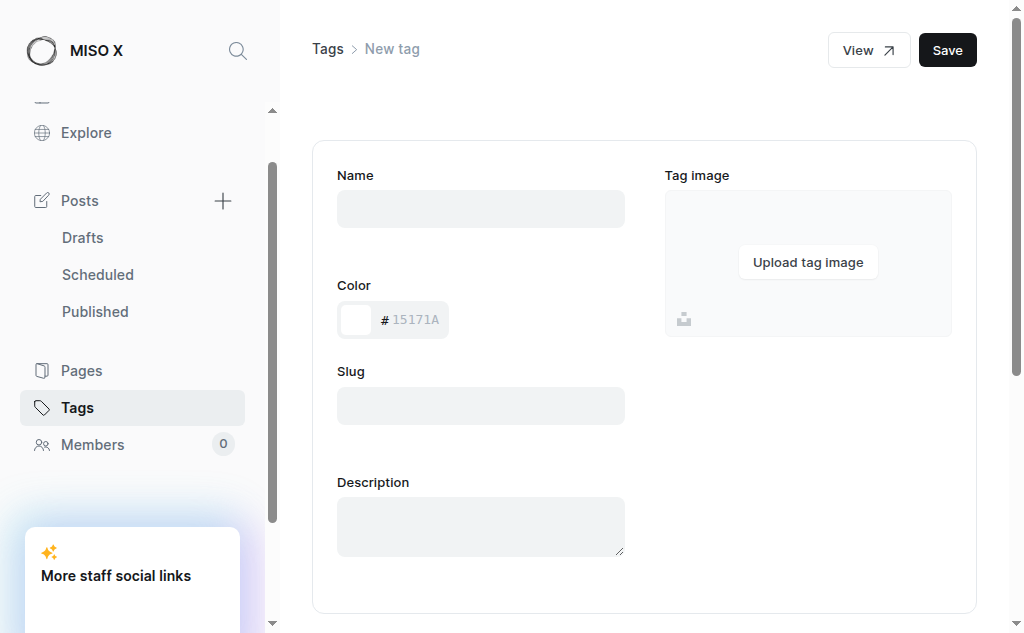 MISO X
Explore
Posts
Drafts
Scheduled
Published
Pages
Tags
Members
0
More staff social links
Tags > New tag
View
Save
Name
Color
# 15171A
Slug
Description
Tag image
Upload tag image